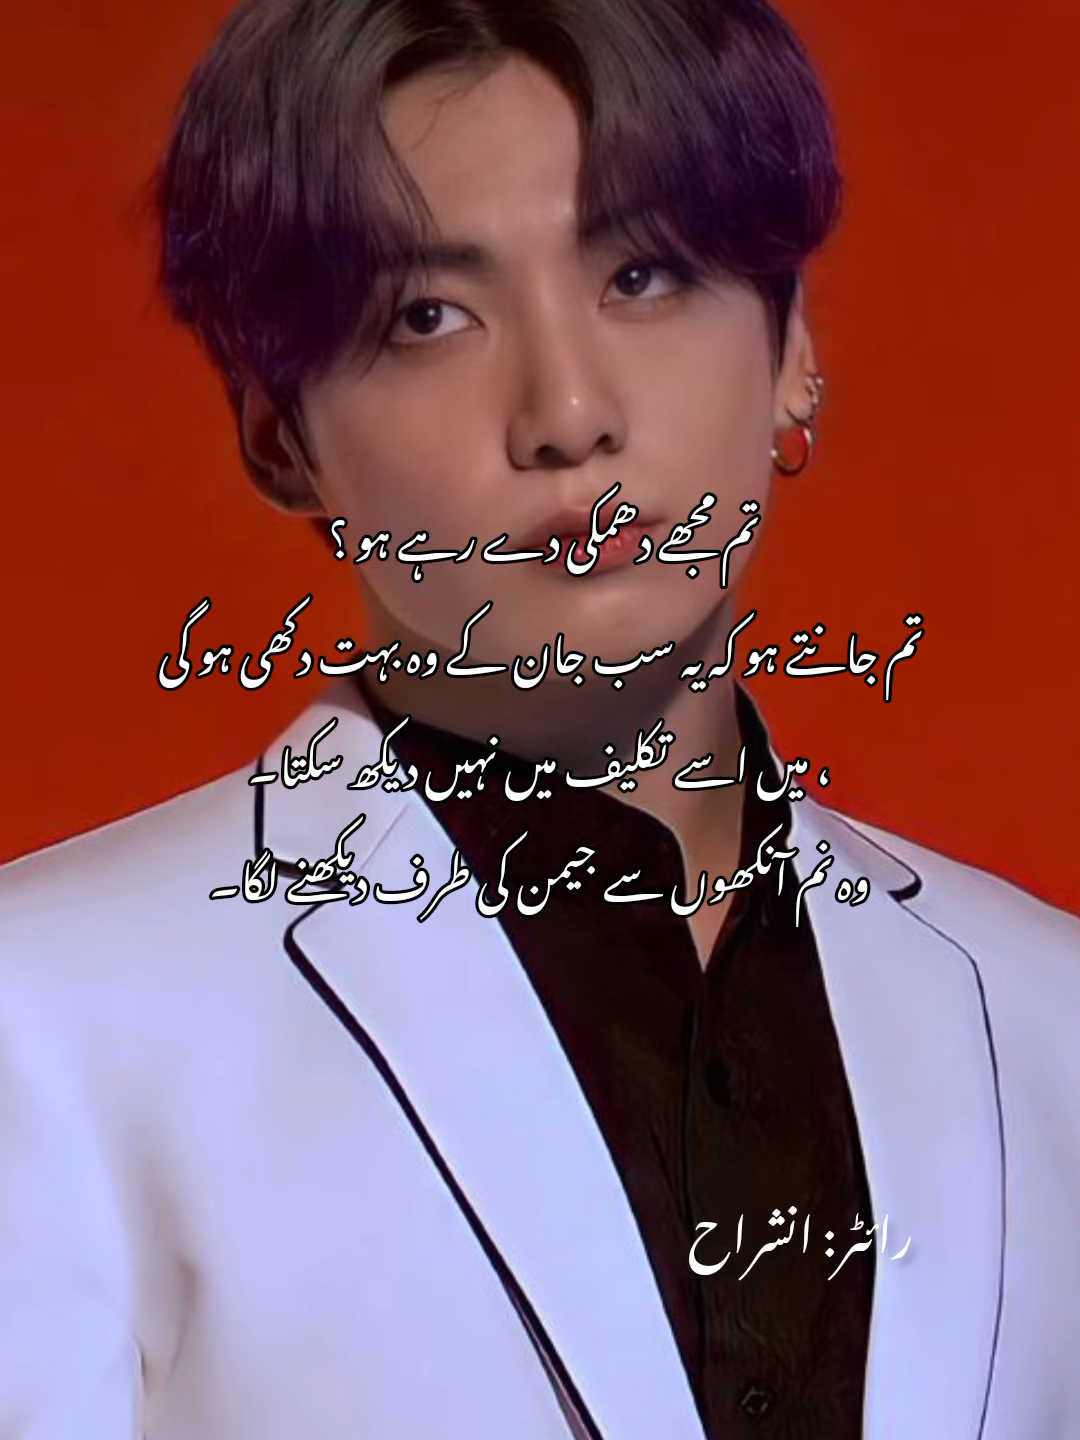 تم مجھے دھمکی دے رہے ہو ؟
تم جانتے ہو کہ یہ سب جان کے وہ بہت دکھی ہو گی
، میں اسے تکلیف میں نہیں دیکھ سکتا۔
وہ نم آنکھوں سے جیمن کی طرف دیکھنے لگا۔
رائٹر: انشراح